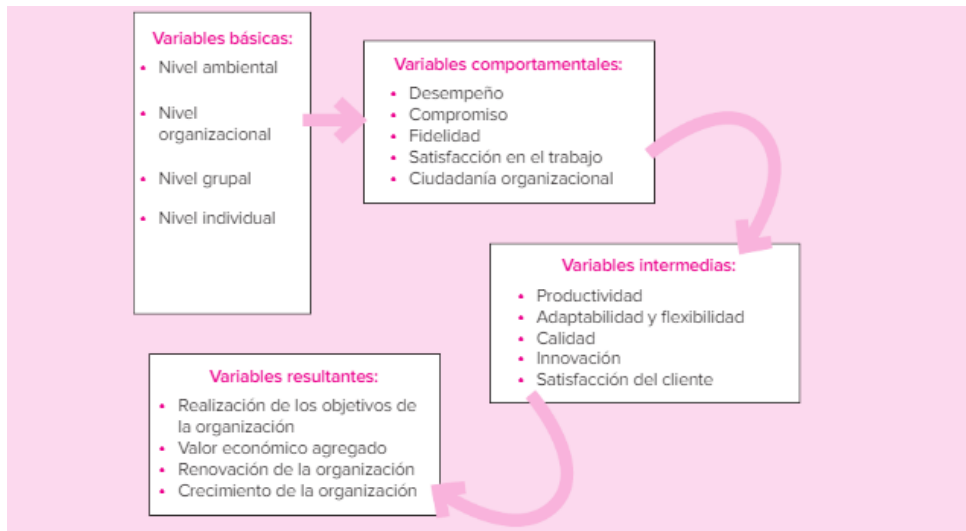 Variables básicas:
• Nivel ambiental
• Nivel
organizacional
• Nivel grupal
• Nivel individual
Variables comportamentales:
• Desempeño
• Compromiso
• Fidelidad
• Satisfacción en el trabajo
• Ciudadanía organizacional
Variables intermedias:
• Productividad
• Adaptabilidad y flexibilidad
• Calidad
• Innovación
• Satisfacción del cliente
Variables resultantes:
• Realización de los objetivos de
la organización
• Valor económico agregado
• Renovación de la organización
• Crecimiento de la organización